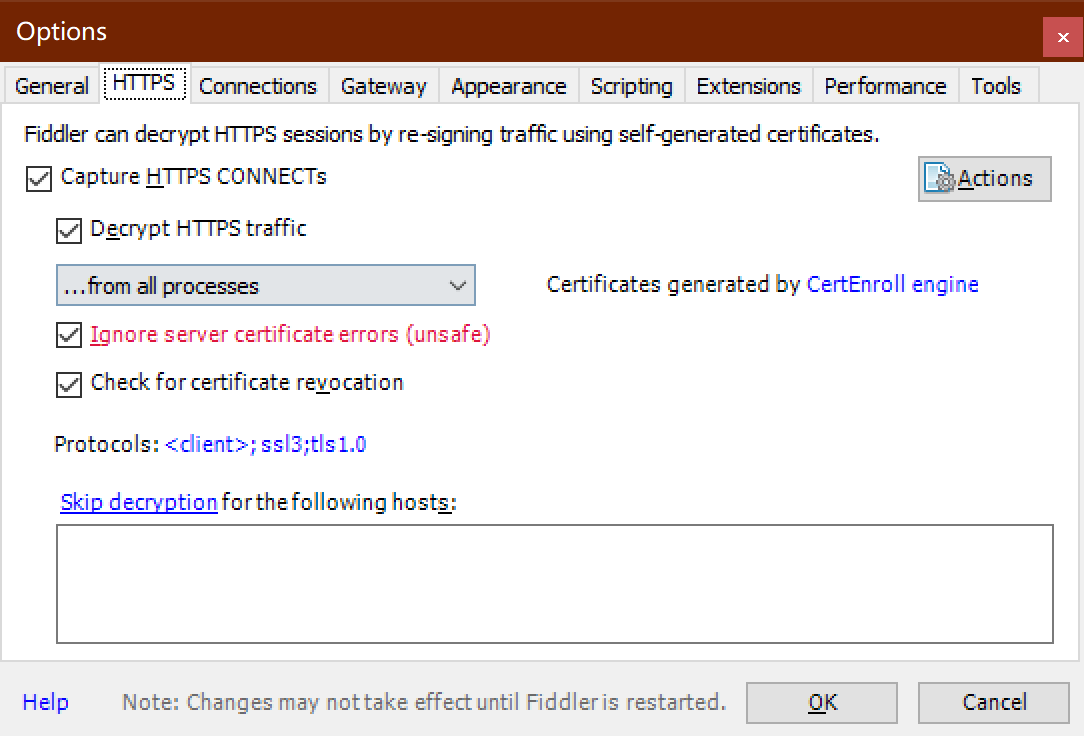 Options
General HTTPS Connections Gateway Appearance Scripting Extensions Performance Tools
Fiddler can decrypt HTTPS sessions by re-signing traffic using self-generated certificates.
Capture HTTPS CONNECTs
Actions
Decrypt HTTPS traffic
...from all processes
Certificates generated by CertEnroll engine
Ignore server certificate errors (unsafe)
Check for certificate revocation
Protocols: <client>; ssl3;tls1.0
Skip decryption for the following hosts:
Help
Note: Changes may not take effect until Fiddler is restarted.
OK
Cancel